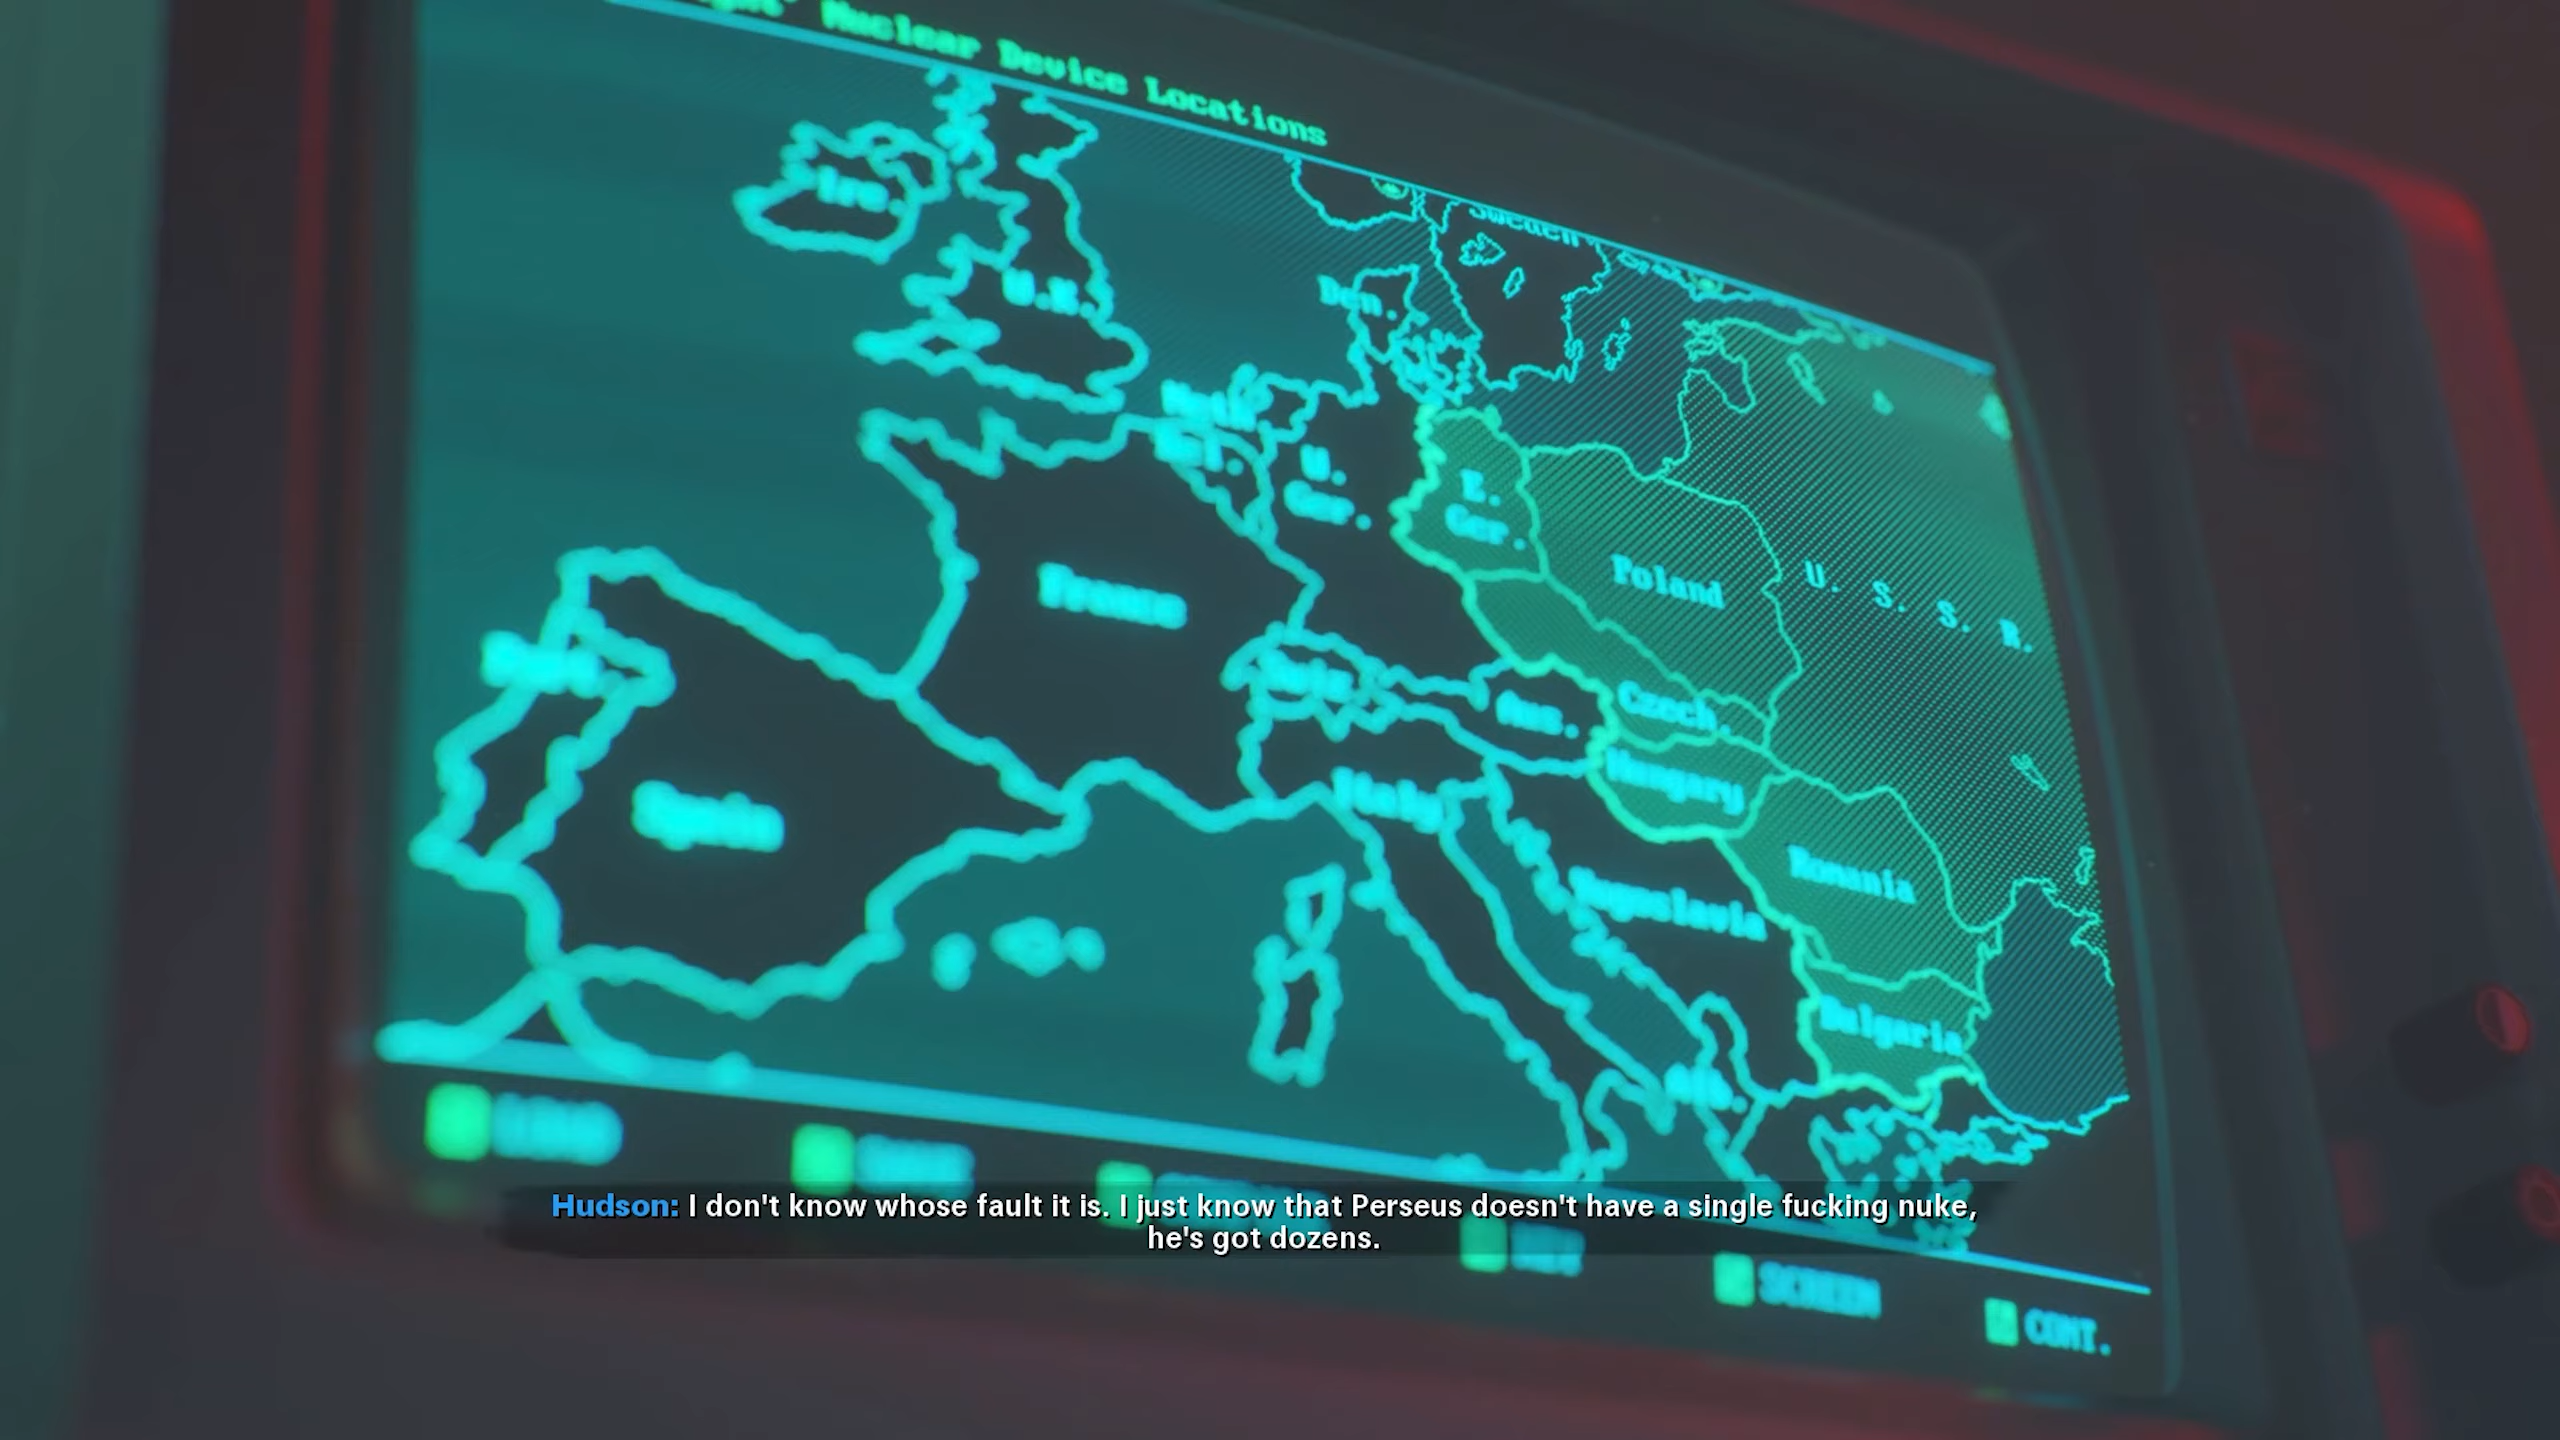 Nuclear Device Locations
Ire.
Sweden
U.K.
Den.
W.
Ger.
E.
Ger.
Poland
U. S. S. R.
France
Czech.
Aus.
Hungary
Spain
Italy
Romania
Yugoslavia
Bulgaria
Hudson: I don't know whose fault it is. I just know that Perseus doesn't have a single fucking nuke,
he's got dozens.
SCREEN
CONT.